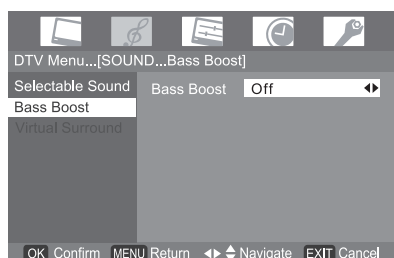 DTV Menu...[SOUND...Bass Boost]
Selectable Sound
Bass Boost Off
Bass Boost
Virtual Surround
OK Confirm MENU Return Navigate EXIT Cancel